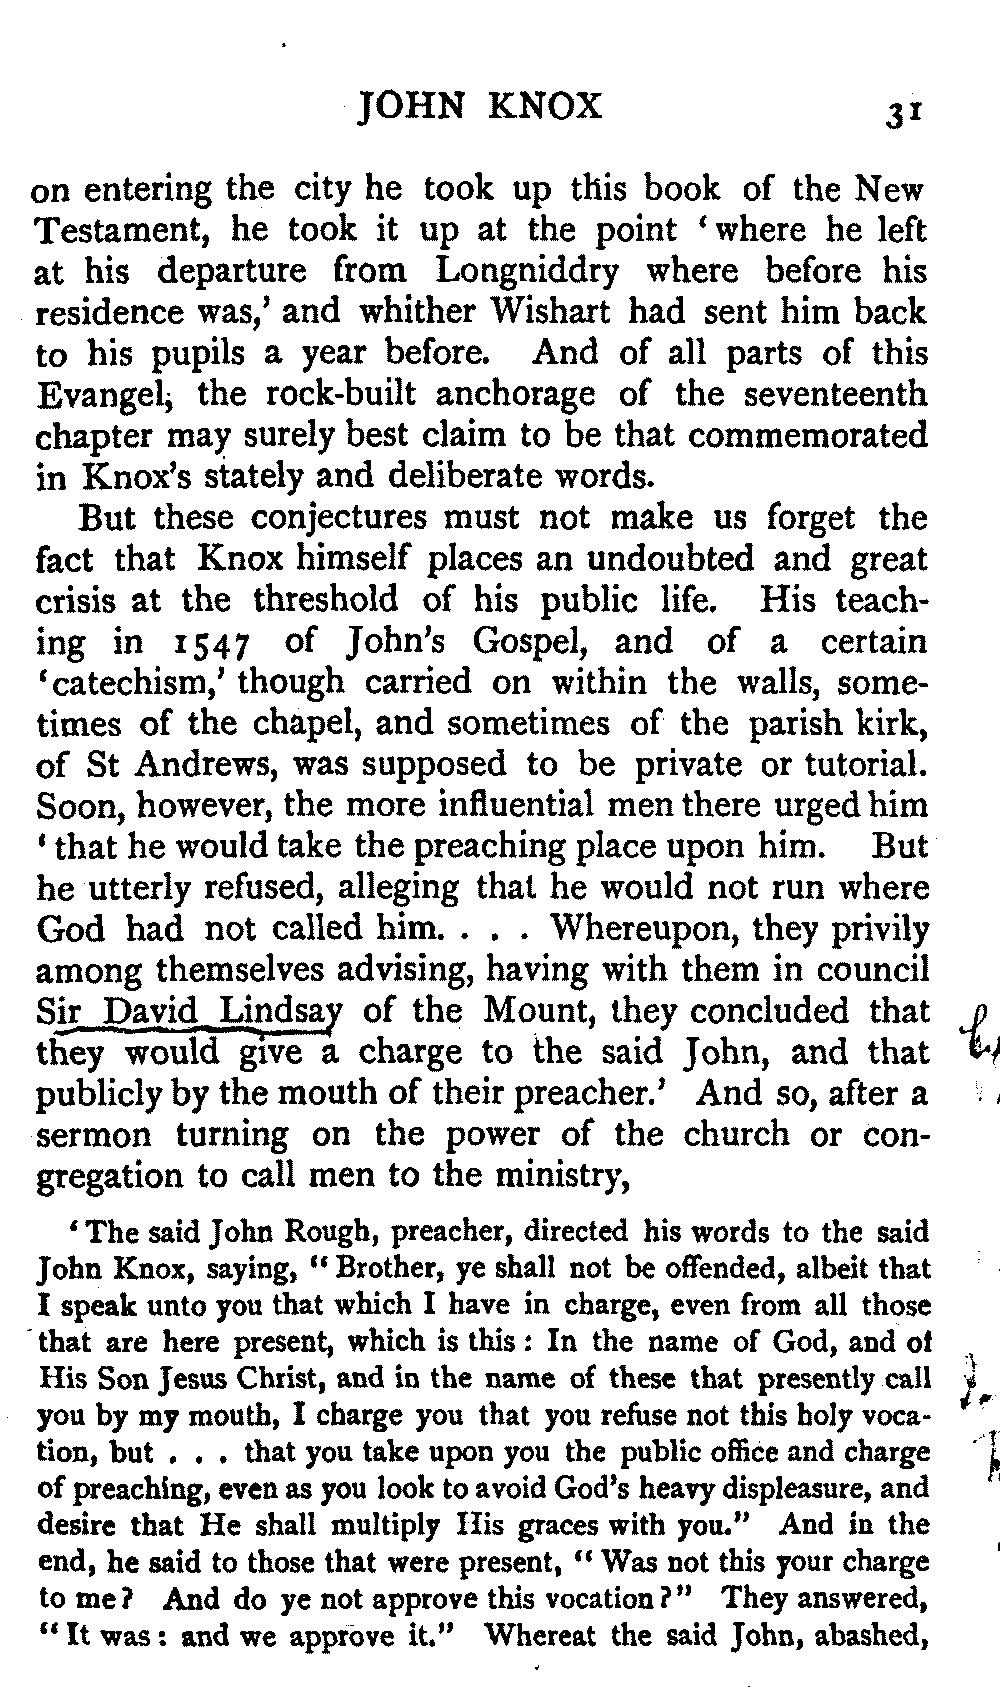 JOHN KNOX 31
on entering the city he took up this book of the New
Testament, he took it up at the point ‘where he left
at his departure from Longniddry where before his
residence was,’ and whither Wishart had sent him back
to his pupils a year before. And of all parts of this
Evangel, the rock-built anchorage of the seventeenth
chapter may surely best claim to be that commemorated
in Knox’s stately and deliberate words.
But these conjectures must not make us forget the
fact that Knox himself places an undoubted and great
crisis at the threshold of his public life. His teach-
ing in 1547 of John’s Gospel, and of a certain
‘catechism,’ though carried on within the walls, some-
times of the chapel, and sometimes of the parish kirk,
of St Andrews, was supposed to be private or tutorial.
Soon, however, the more influential men there urged him
‘that he would take the preaching place upon him. But
he utterly refused, alleging that he would not run where
God had not called him. . . . Whereupon, they privily
among themselves advising, having with them in council
Sir David Lindsay of the Mount, they concluded that
they would give a charge to the said John, and that
publicly by the mouth of their preacher.’ And so, after a
sermon turning on the power of the church or con-
gregation to call men to the ministry,
‘The said John Rough, preacher, directed his words to the said
John Knox, saying, “Brother, ye shall not be offended, albeit that
I speak unto you that which I have in charge, even from all those
that are here present, which is this: In the name of God, and of
His Son Jesus Christ, and in the name of these that presently call
you by my mouth, I charge you that you refuse not this holy voca-
tion, but . . . that you take upon you the public office and charge
of preaching, even as you look to avoid God’s heavy displeasure, and
desire that He shall multiply His graces with you.” And in the
end, he said to those that were present, “Was not this your charge
to me? And do ye not approve this vocation?” They answered,
“It was: and we approve it.” Whereat the said John, abashed,